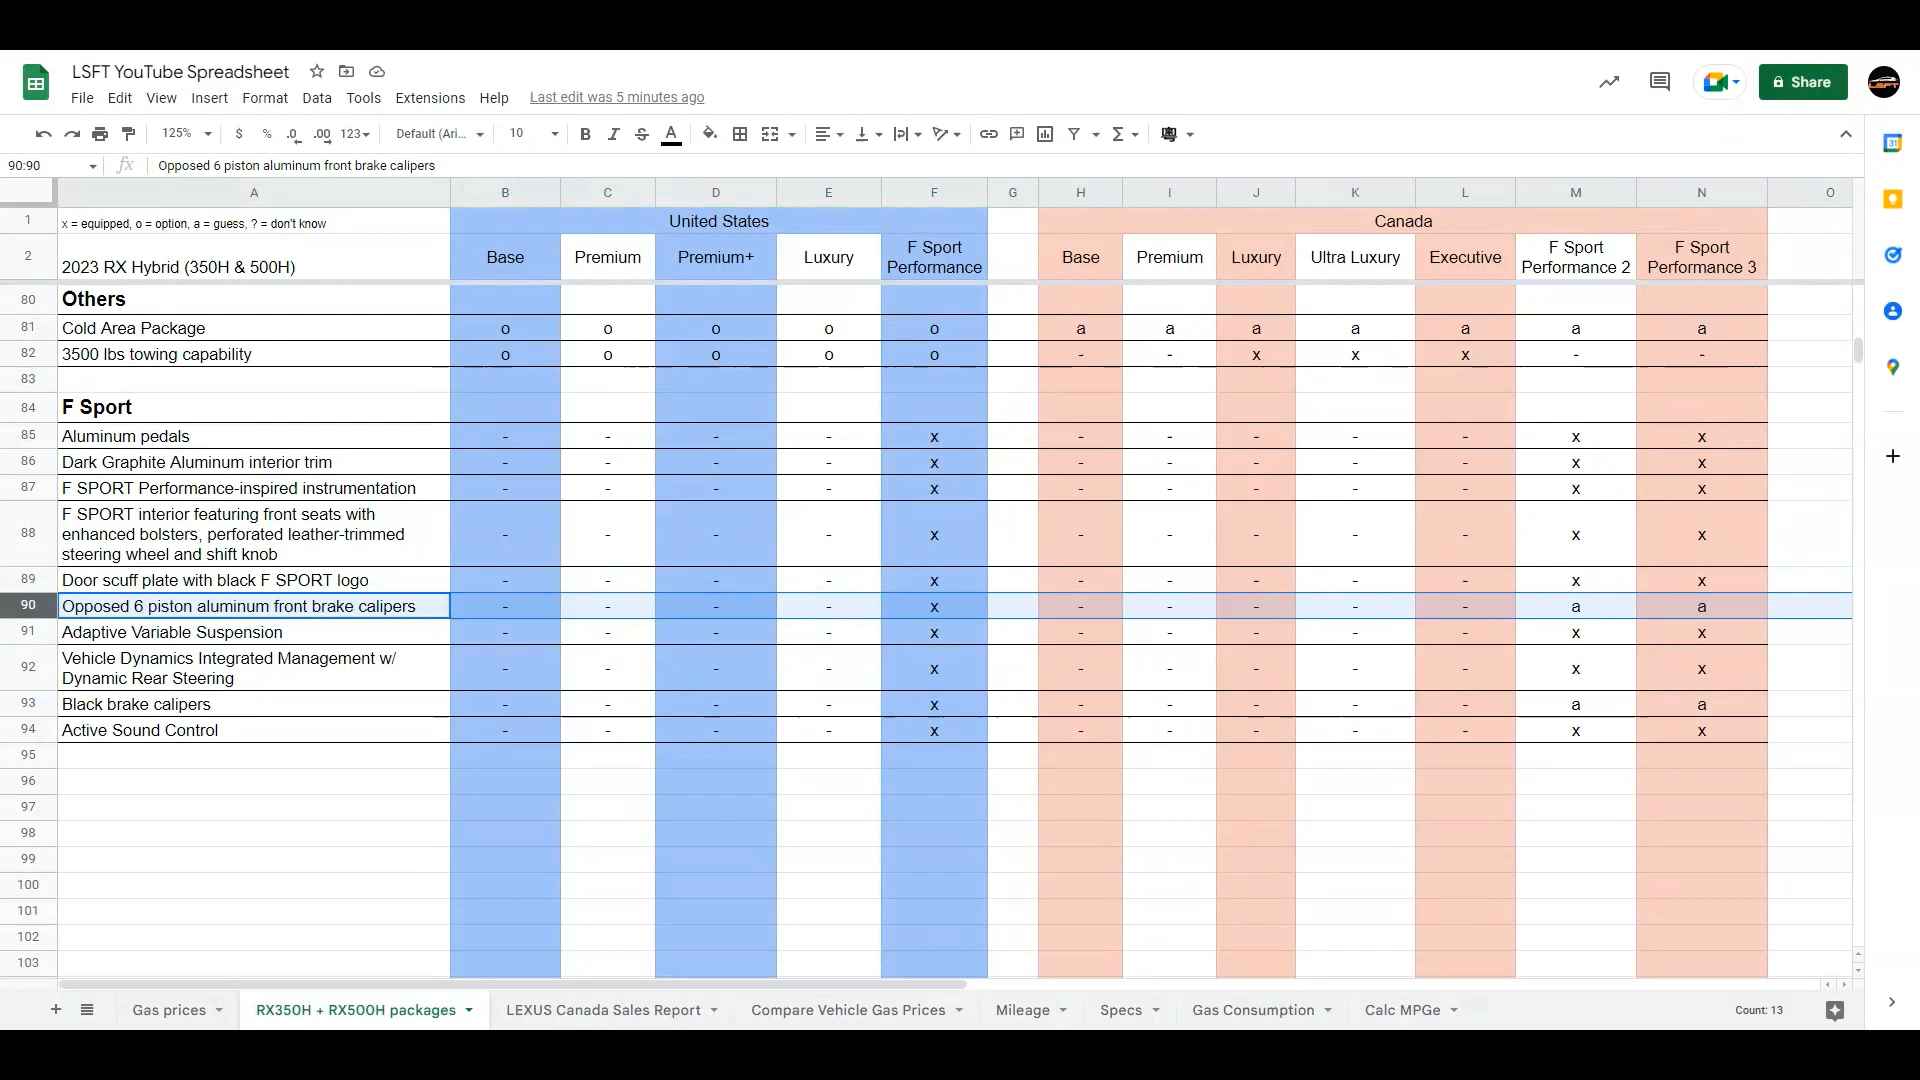 LSFT YouTube Spreadsheet
File Edit View Insert Format Data Tools Extensions Help Last edit was 5 minutes ago
Share
125% $ % .0 .00 123 Default (Ari... 10 B I S A
90:90 fx Opposed 6 piston aluminum front brake calipers
A B C D E F G H I J K L M N O
1 x = equipped, o = option, a = guess, ? = don't know United States Canada
2 2023 RX Hybrid (350H & 500H) Base Premium Premium+ Luxury F Sport Performance Base Premium Luxury Ultra Luxury Executive F Sport Performance 2 F Sport Performance 3
80 Others
81 Cold Area Package o o o o o a a a a a a a
82 3500 lbs towing capability o o o o o - - x x x - -
83
84 F Sport
85 Aluminum pedals - - - - x - - - - - x x
86 Dark Graphite Aluminum interior trim - - - - x - - - - - x x
87 F SPORT Performance-inspired instrumentation - - - - x - - - - - x x
88 F SPORT interior featuring front seats with
enhanced bolsters, perforated leather-trimmed - - - - x - - - - - x x
steering wheel and shift knob
89 Door scuff plate with black F SPORT logo - - - - x - - - - - x x
90 Opposed 6 piston aluminum front brake calipers - - - - x - - - - - a a
91 Adaptive Variable Suspension - - - - x - - - - - x x
92 Vehicle Dynamics Integrated Management w/
Dynamic Rear Steering - - - - x - - - - - x x
93 Black brake calipers - - - - x - - - - - a a
94 Active Sound Control - - - - x - - - - - x x
95
96
97
98
99
100
101
102
103
Gas prices RX350H + RX500H packages LEXUS Canada Sales Report Compare Vehicle Gas Prices Mileage Specs Gas Consumption Calc MPGe Count: 13
31
LSFT